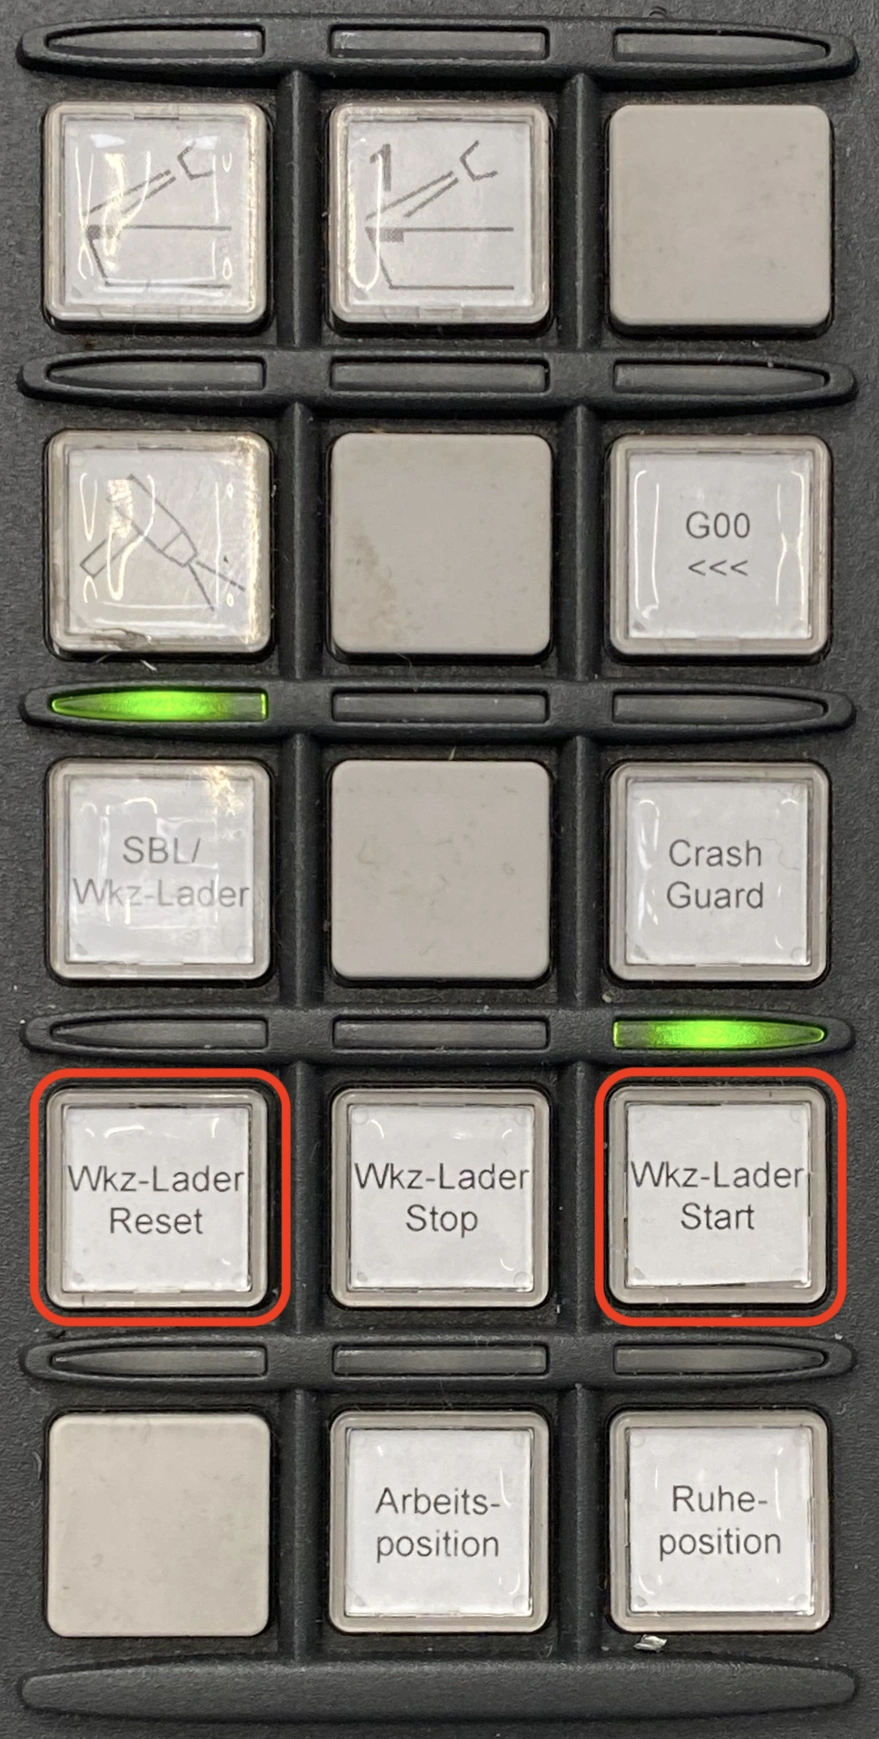 1
G00
<<<
SBL/
Wkz-Lader
Crash
Guard
Wkz-Lader
Reset
Wkz-Lader
Stop
Wkz-Lader
Start
Arbeits-
position
Ruhe-
position